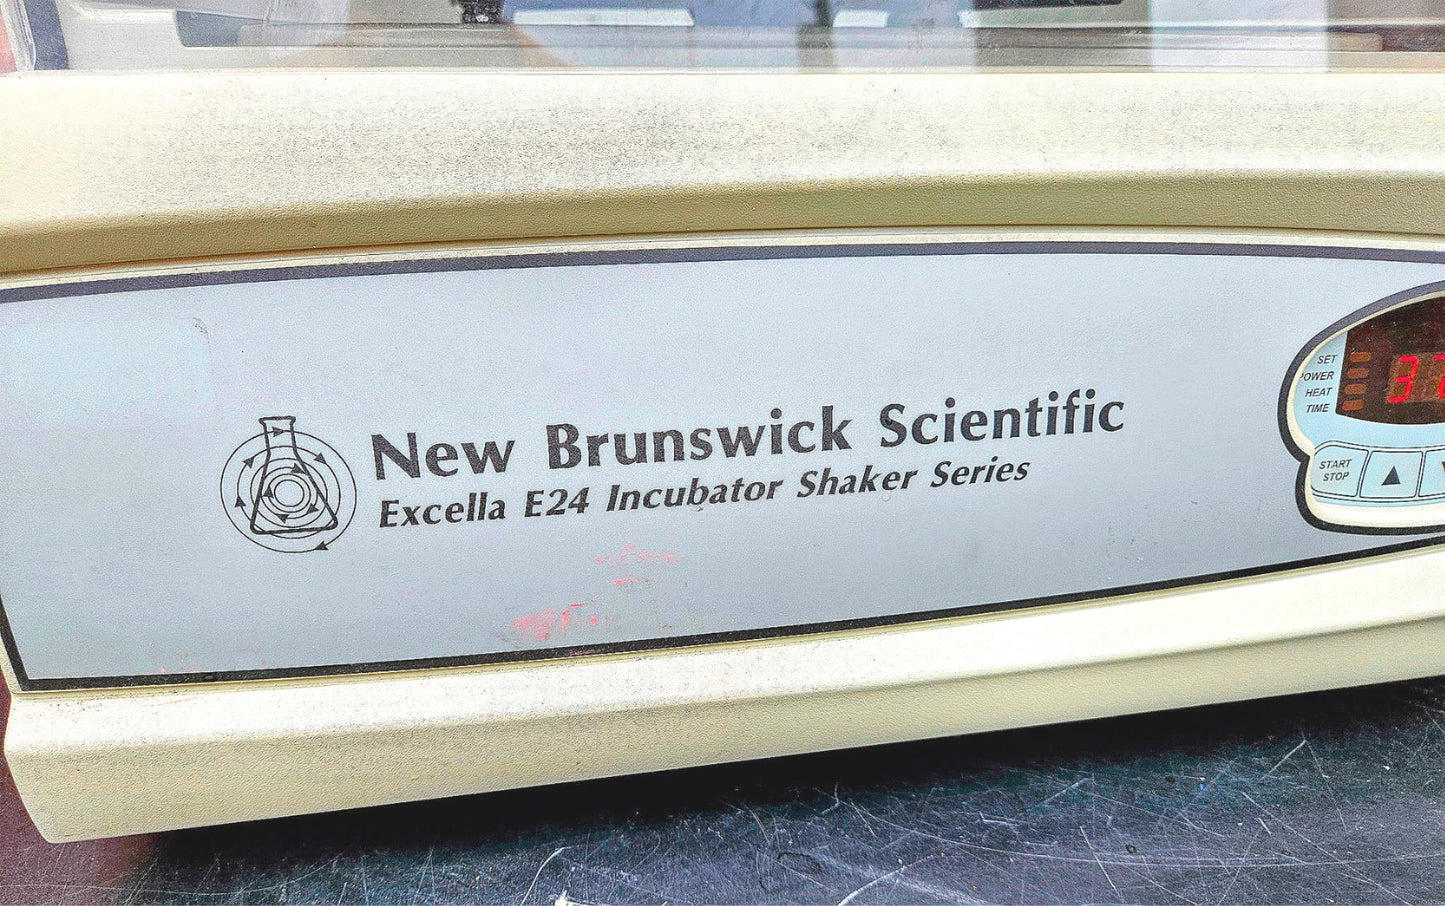 New Brunswick Scientific
Excella E24 Incubator Shaker Series
SET
POWER
HEAT
TIME
START
STOP